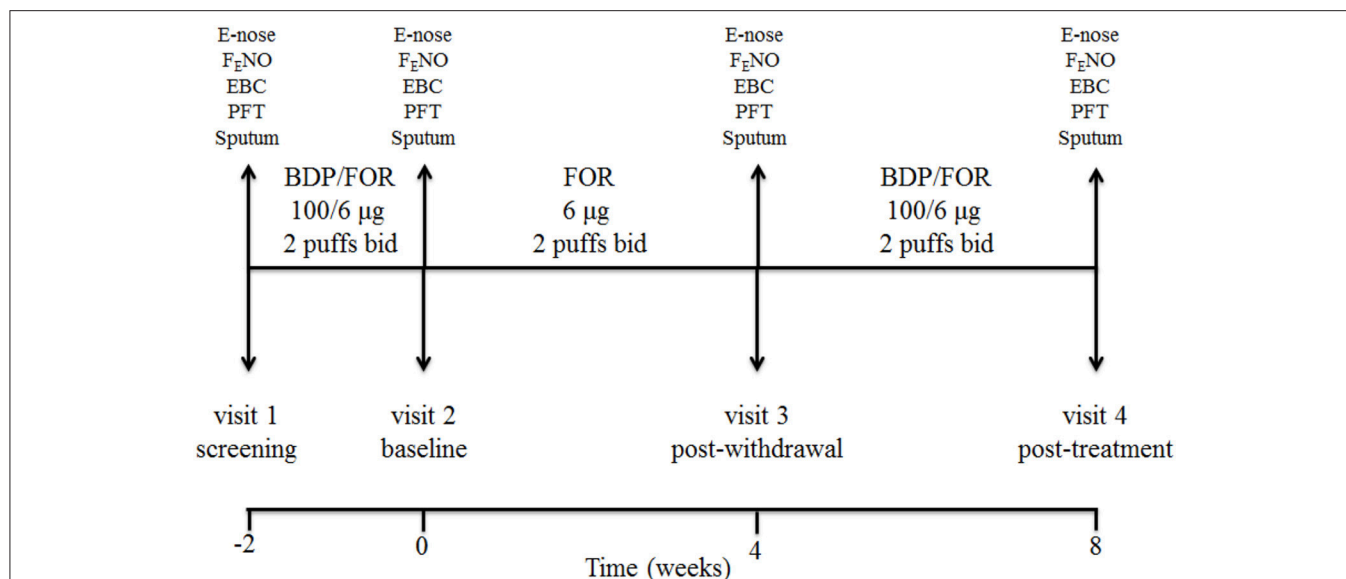 E-nose
FENO
EBC
PFT
Sputum
E-nose
FENO
EBC
PFT
Sputum
E-nose
FENO
EBC
PFT
Sputum
E-nose
FENO
EBC
PFT
Sputum
BDP/FOR
100/6 μg
2 puffs bid
FOR
6 μg
2 puffs bid
BDP/FOR
100/6 μg
2 puffs bid
visit 1
screening
visit 2
baseline
visit 3
post-withdrawal
visit 4
post-treatment
-2
0
4
8
Time (weeks)